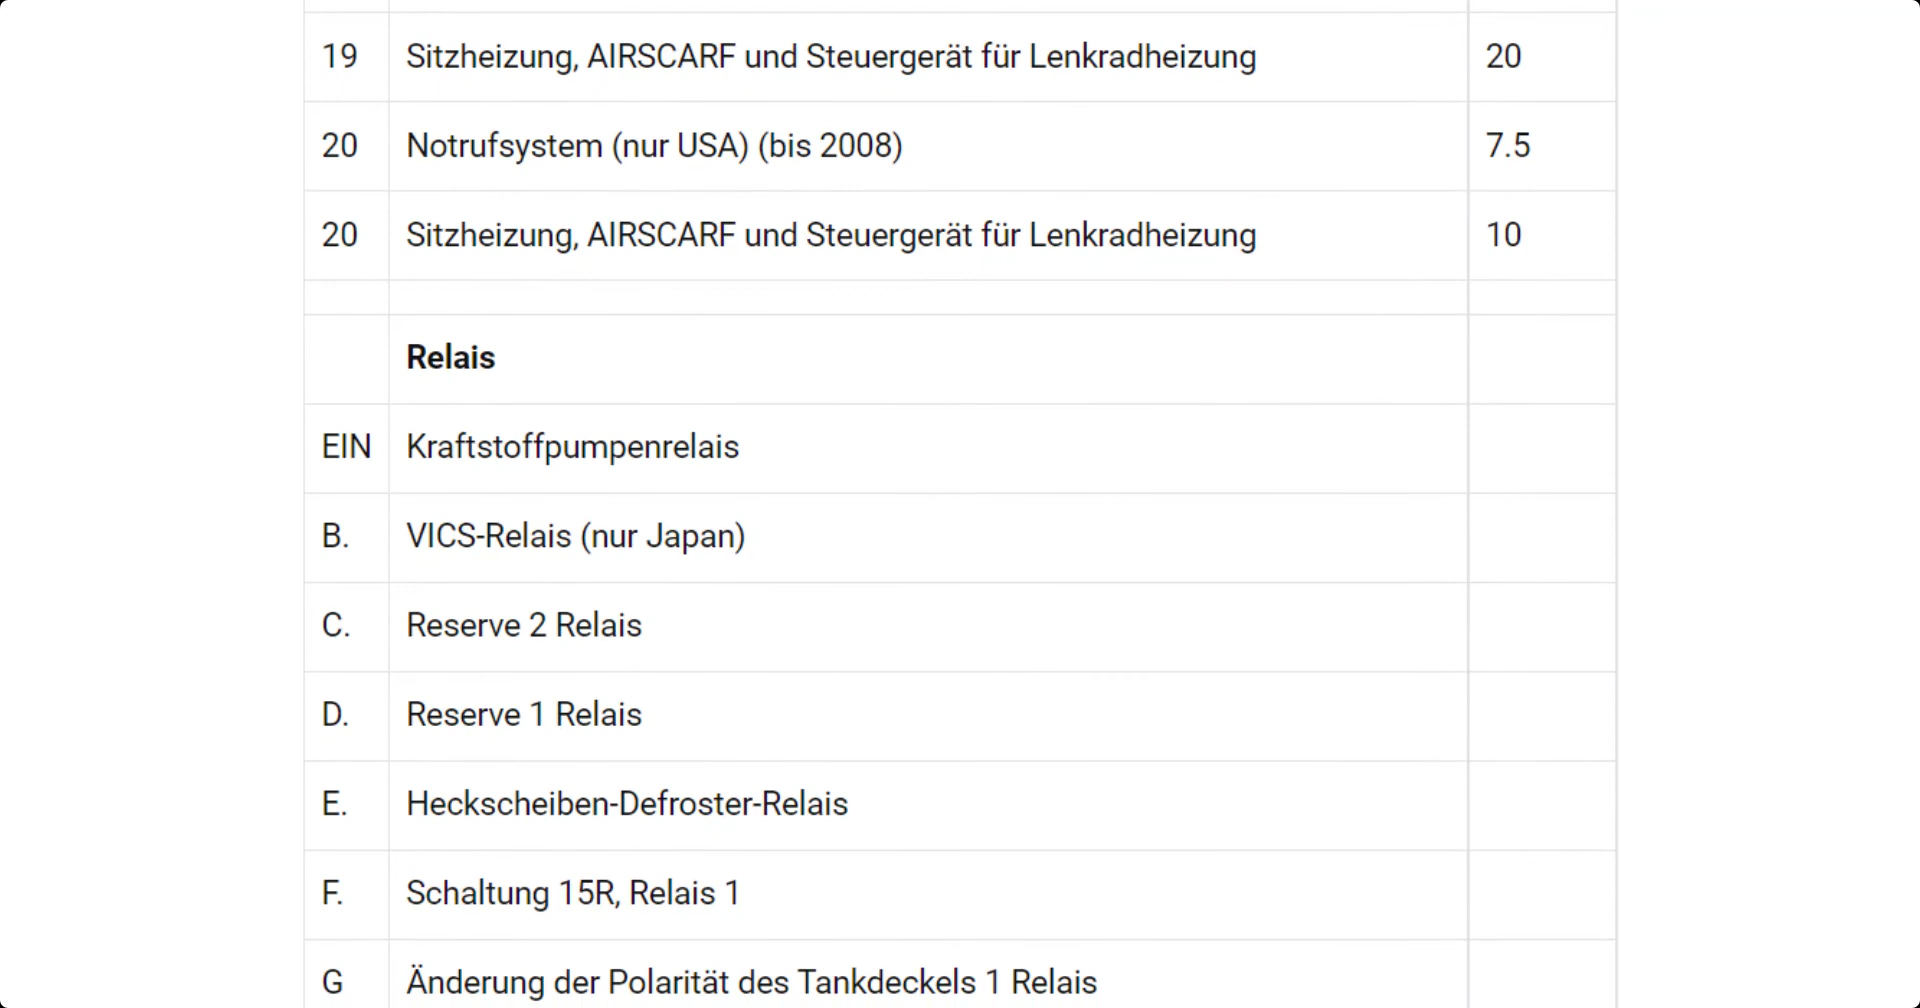 19 Sitzheizung, AIRSCARF und Steuergerät für Lenkradheizung 20
20 Notrufsystem (nur USA) (bis 2008) 7.5
20 Sitzheizung, AIRSCARF und Steuergerät für Lenkradheizung 10
Relais
EIN Kraftstoffpumpenrelais
B. VICS-Relais (nur Japan)
C. Reserve 2 Relais
D. Reserve 1 Relais
E. Heckscheiben-Defroster-Relais
F. Schaltung 15R, Relais 1
G Änderung der Polarität des Tankdeckels 1 Relais